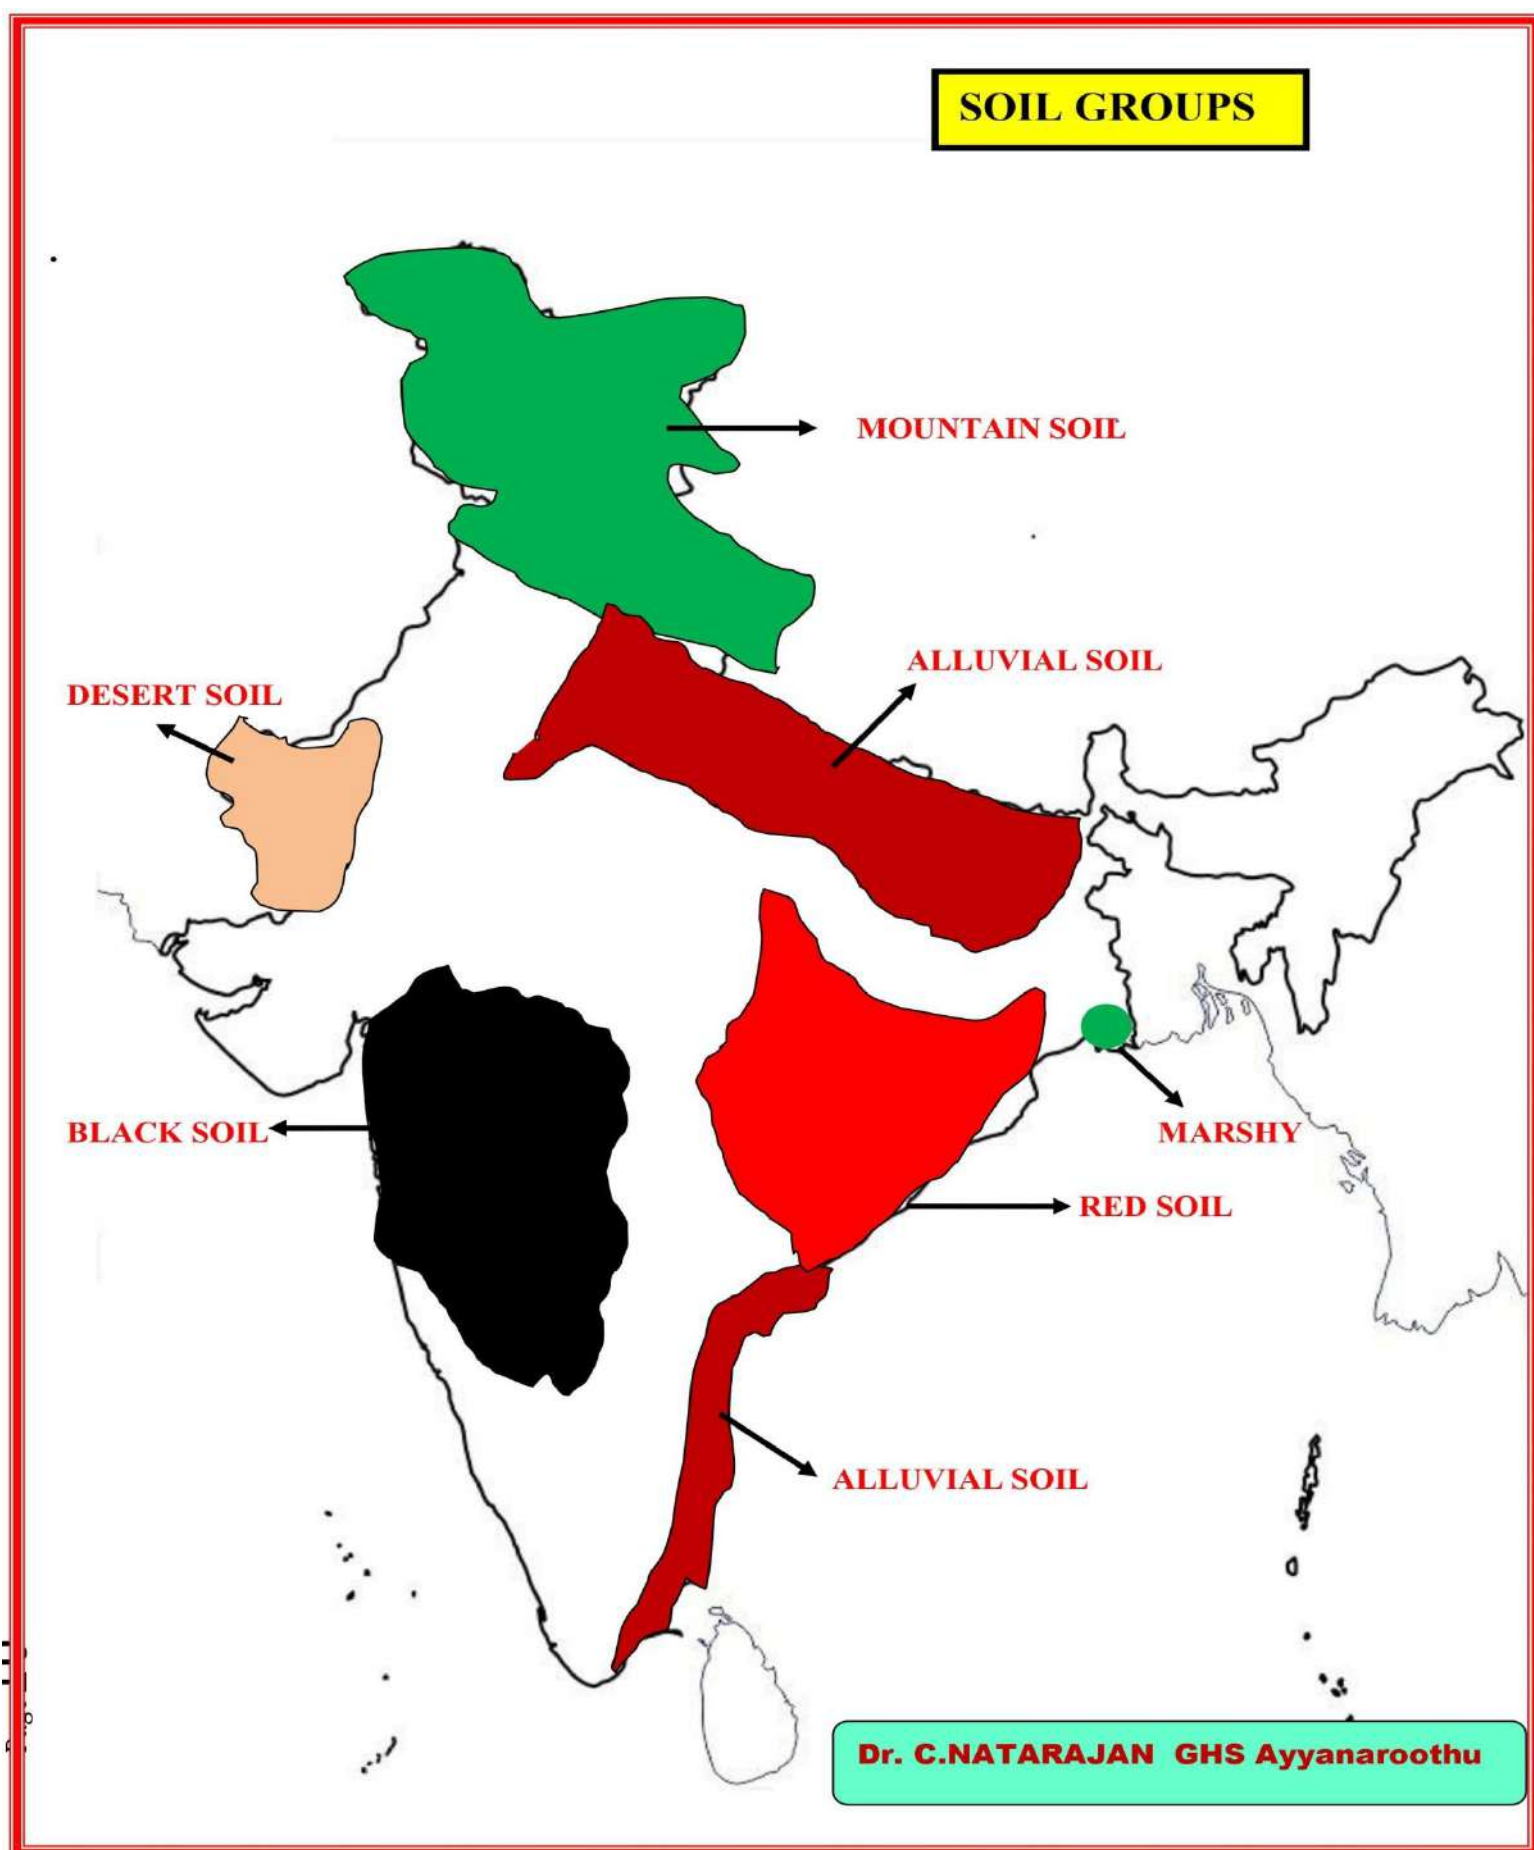 SOIL GROUPS
MOUNTAIN SOIL
ALLUVIAL SOIL
DESERT SOIL
BLACK SOIL
MARSHY
RED SOIL
ALLUVIAL SOIL
Dr. C.NATARAJAN GHS Ayyanaroothu